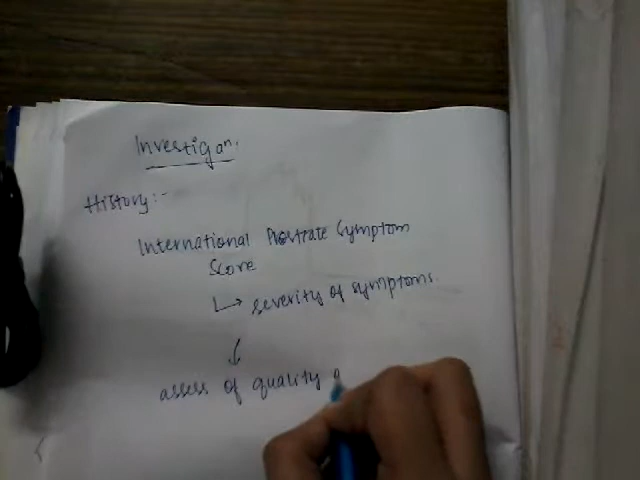 Investigan.
History:-
International Prostrate Symptom
Score
↳ severity of symptoms.
↓
assess of quality